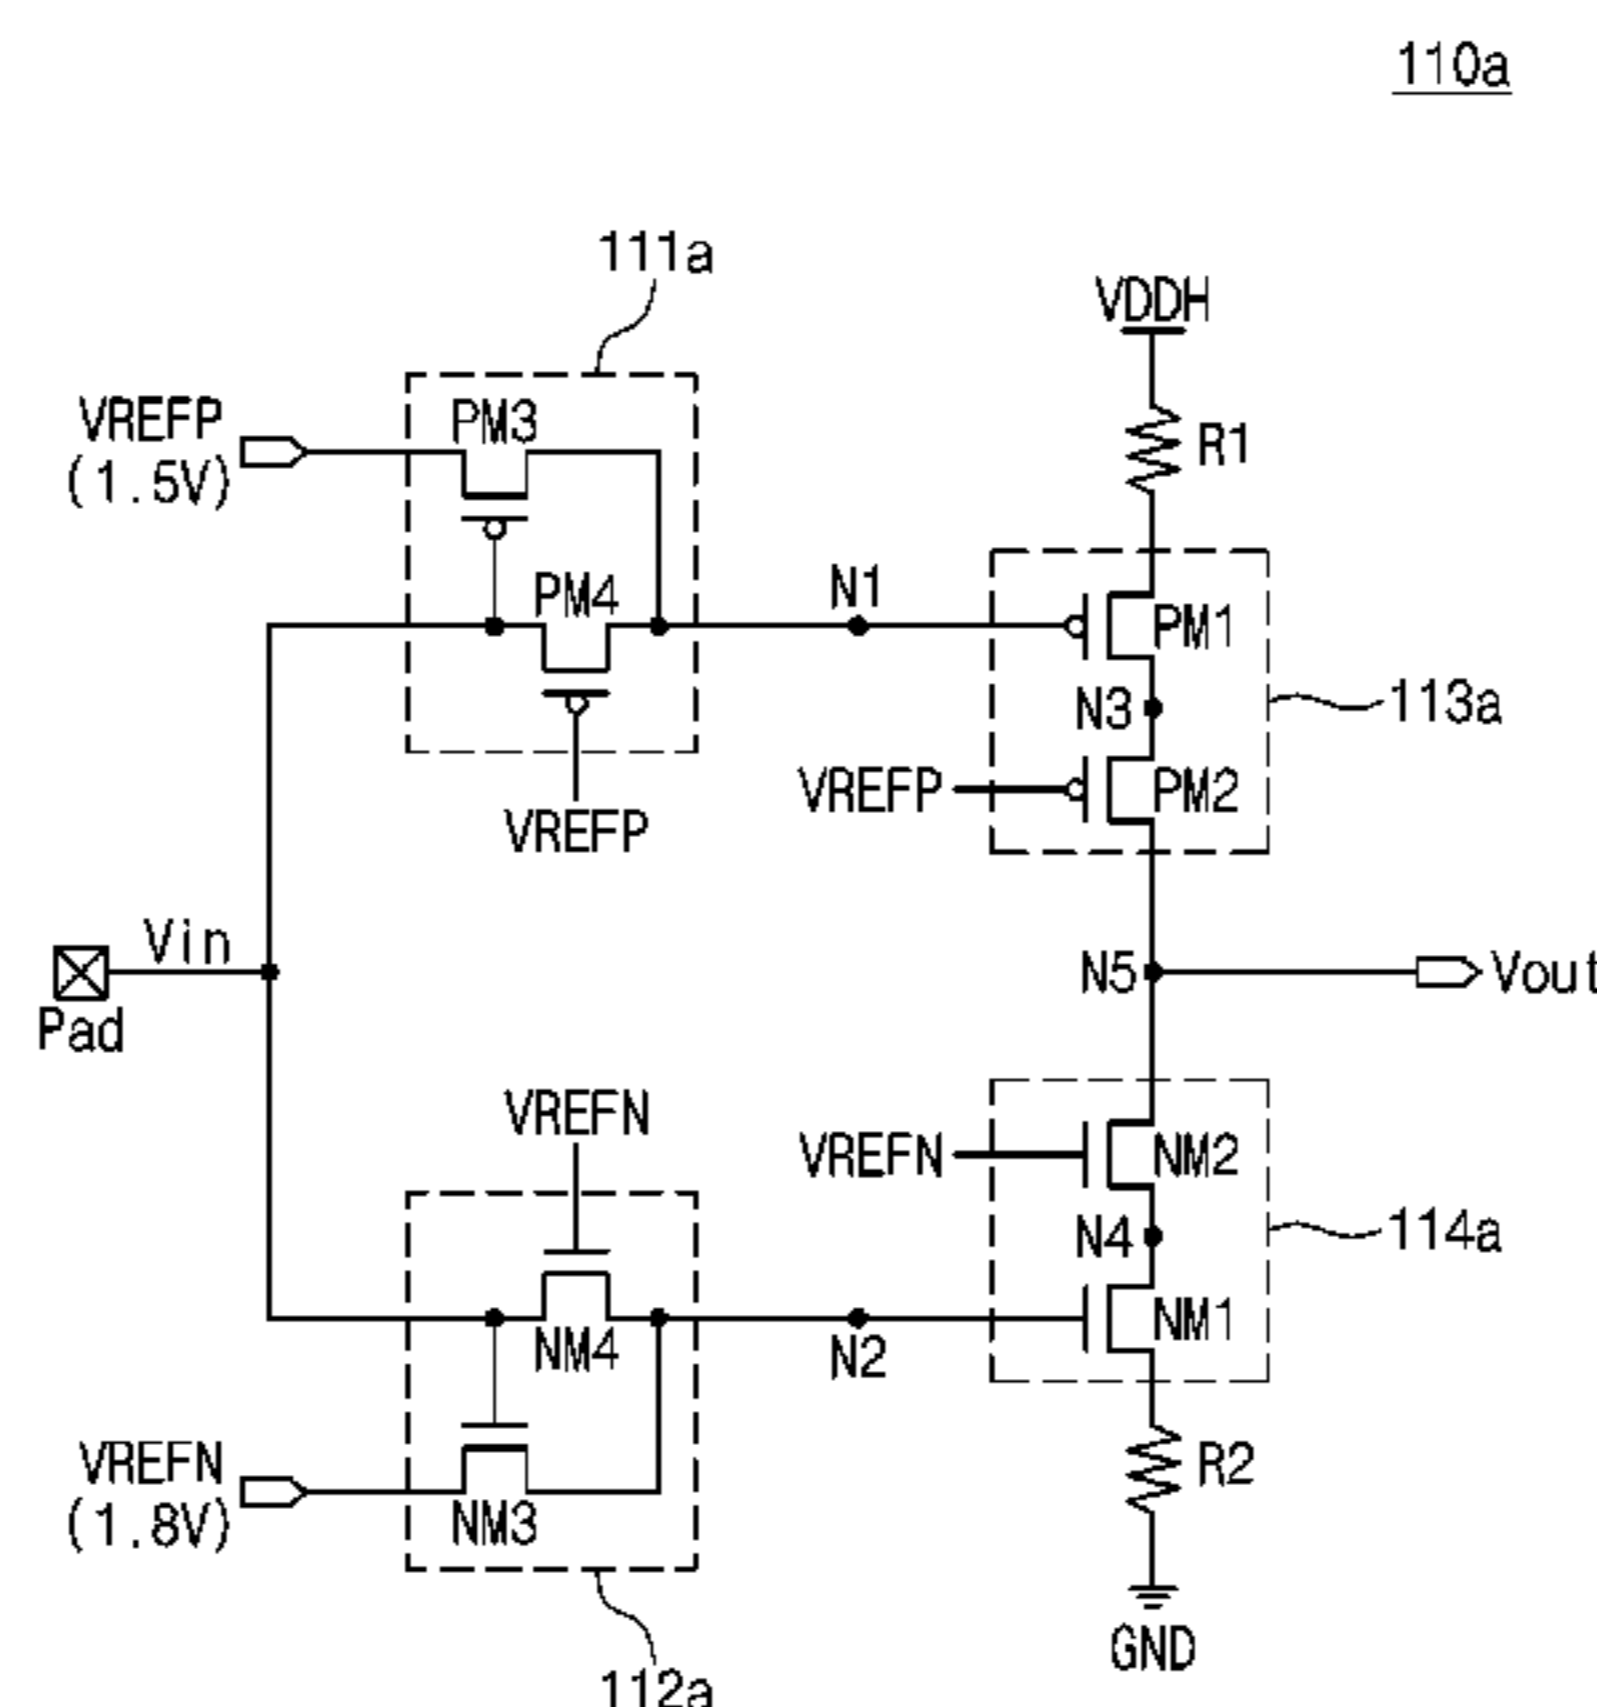 110a
111a
VDDH
VREFP
(1.5V)
PM3
R1
PM4
N1
PM1
N3
113a
VREFP
PM2
VREFP
Vin
Pad
N5
Vout
VREFN
VREFN
NM2
N4
114a
NM4
N2
NM1
VREFN
(1.8V)
NM3
R2
GND
112a